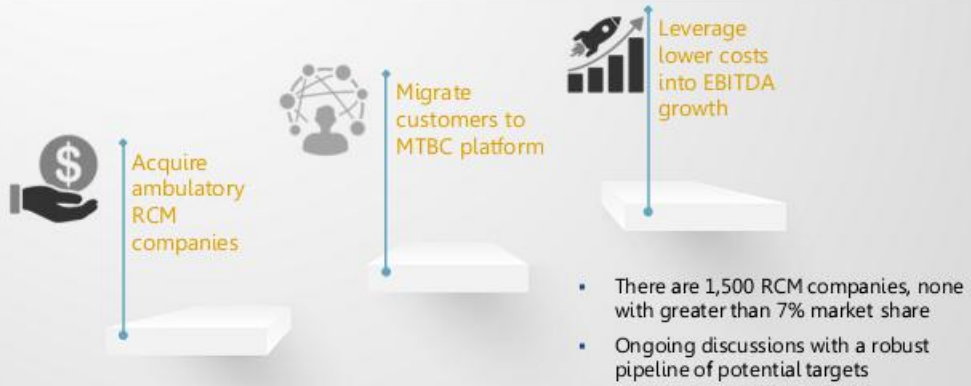 Acquire
ambulatory
RCM
companies
Migrate
customers to
MTBC platform
Leverage
lower costs
into EBITDA
growth
▪ There are 1,500 RCM companies, none
with greater than 7% market share
▪ Ongoing discussions with a robust
pipeline of potential targets